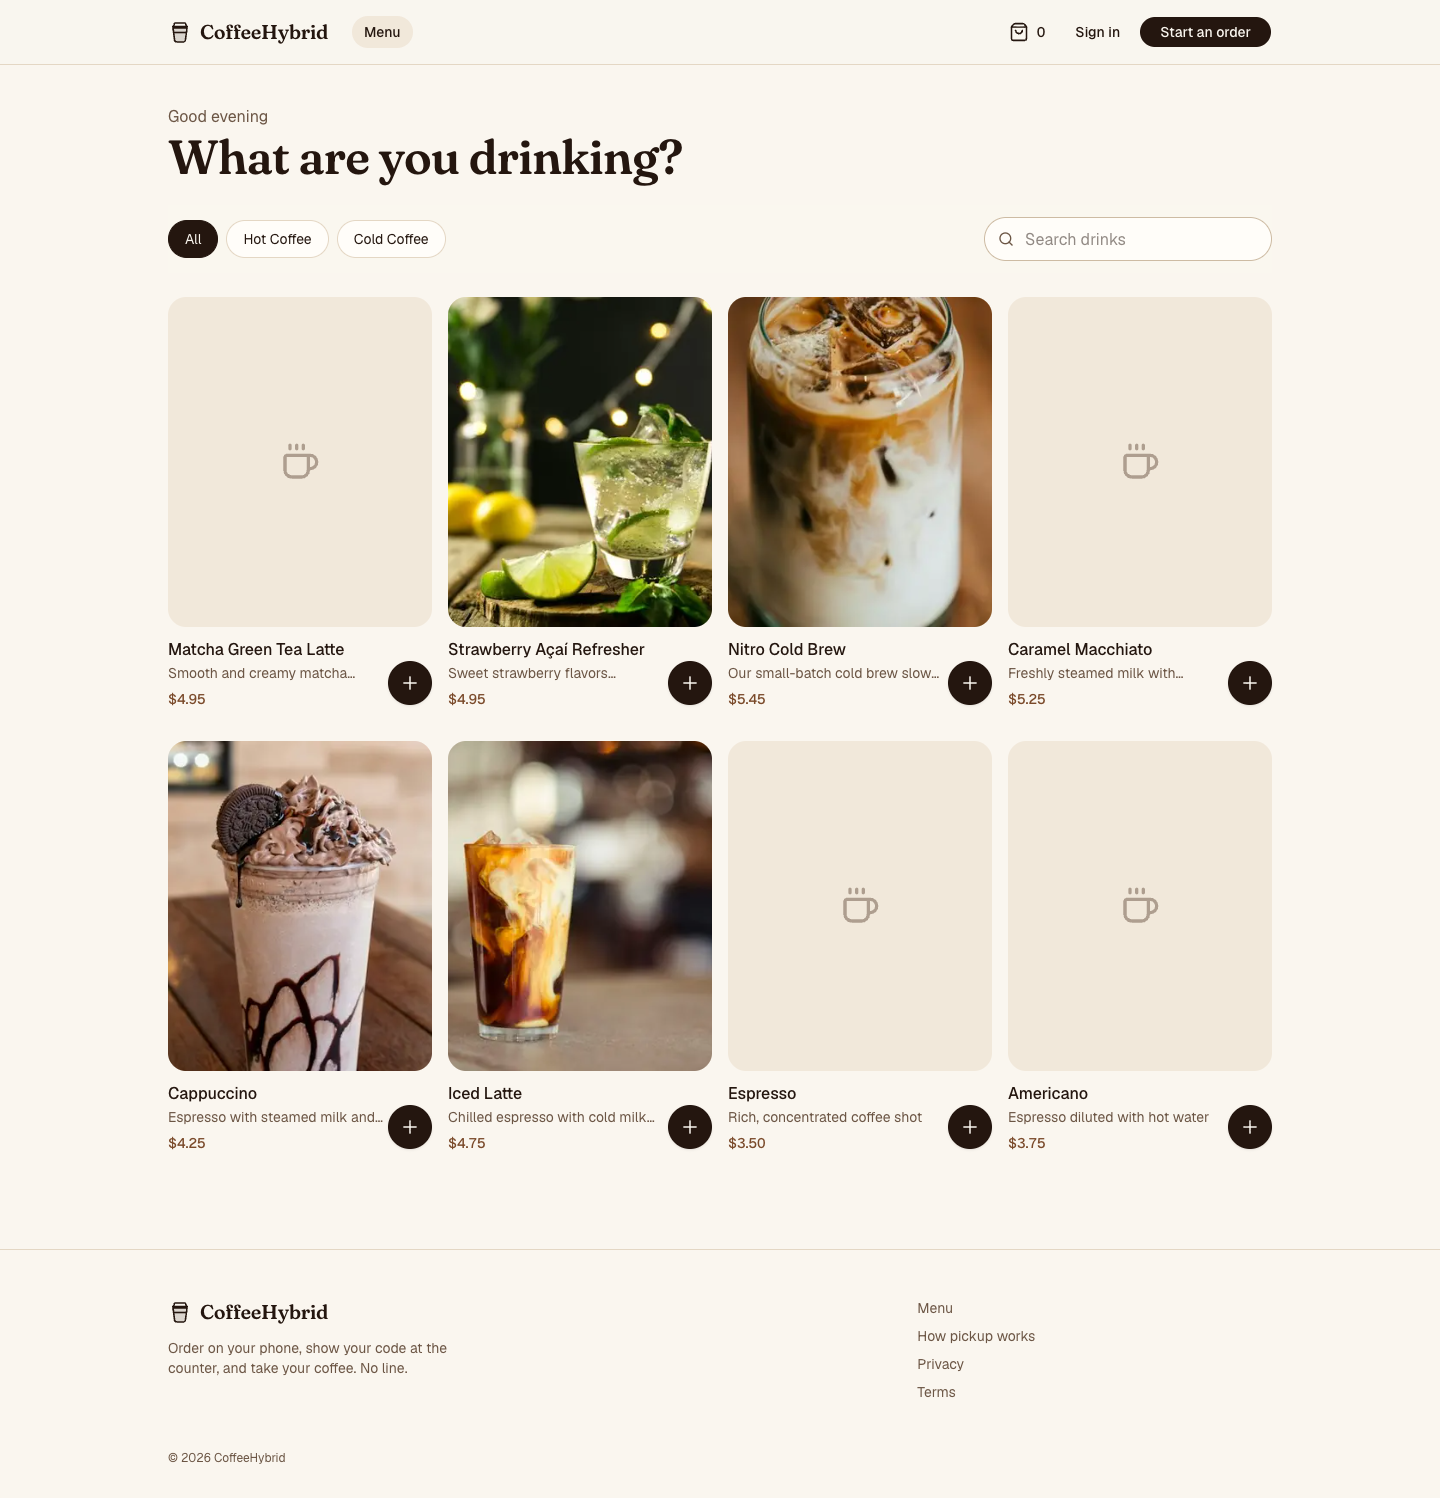 CoffeeHybrid
Menu
0
Sign in
Start an order
Good evening
What are you drinking?
All
Hot Coffee
Cold Coffee
Search drinks
Matcha Green Tea Latte
Smooth and creamy matcha…
$4.95
Strawberry Açaí Refresher
Sweet strawberry flavors…
$4.95
Nitro Cold Brew
Our small-batch cold brew slow…
$5.45
Caramel Macchiato
Freshly steamed milk with…
$5.25
Cappuccino
Espresso with steamed milk and…
$4.25
Iced Latte
Chilled espresso with cold milk…
$4.75
Espresso
Rich, concentrated coffee shot
$3.50
Americano
Espresso diluted with hot water
$3.75
CoffeeHybrid
Order on your phone, show your code at the
counter, and take your coffee. No line.
Menu
How pickup works
Privacy
Terms
© 2026 CoffeeHybrid